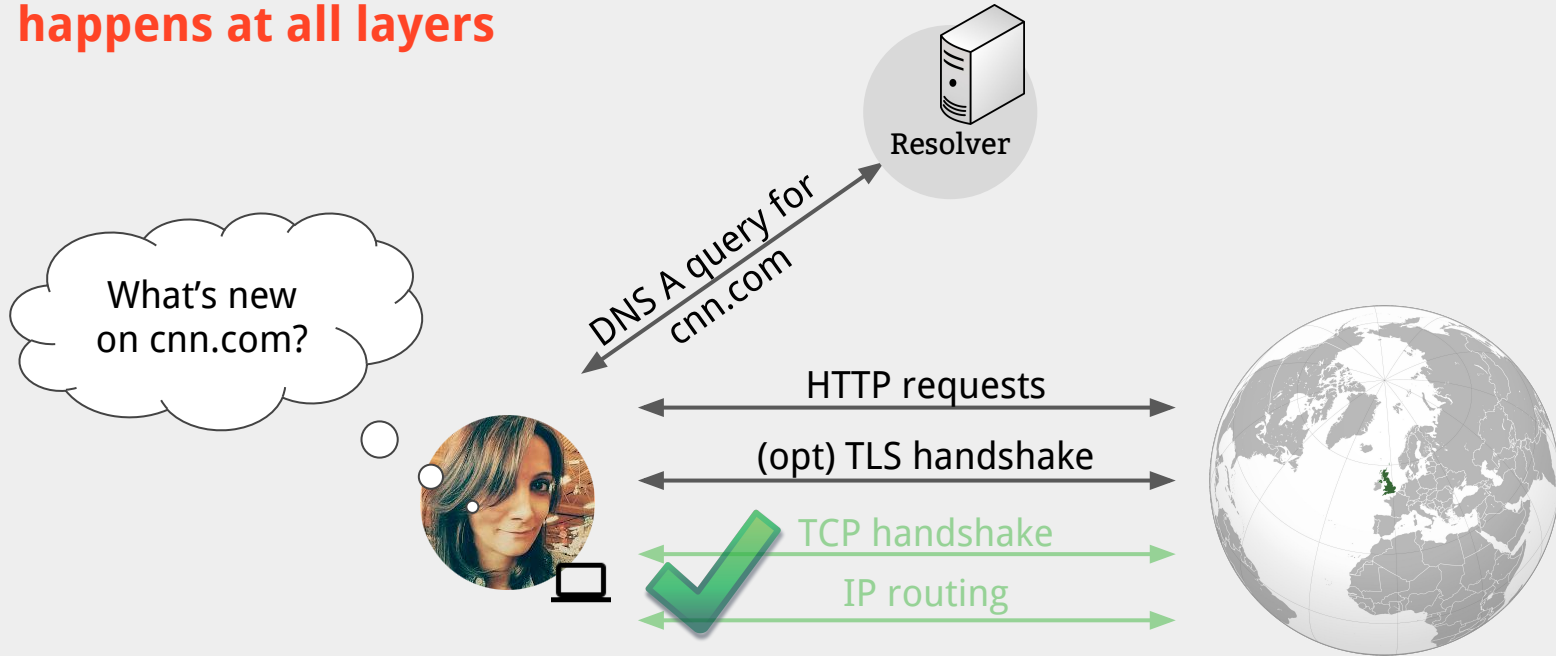 happens at all layers
Resolver
DNS A query for
cnn.com
What's new
on cnn.com?
HTTP requests
(opt) TLS handshake
TCP handshake
IP routing